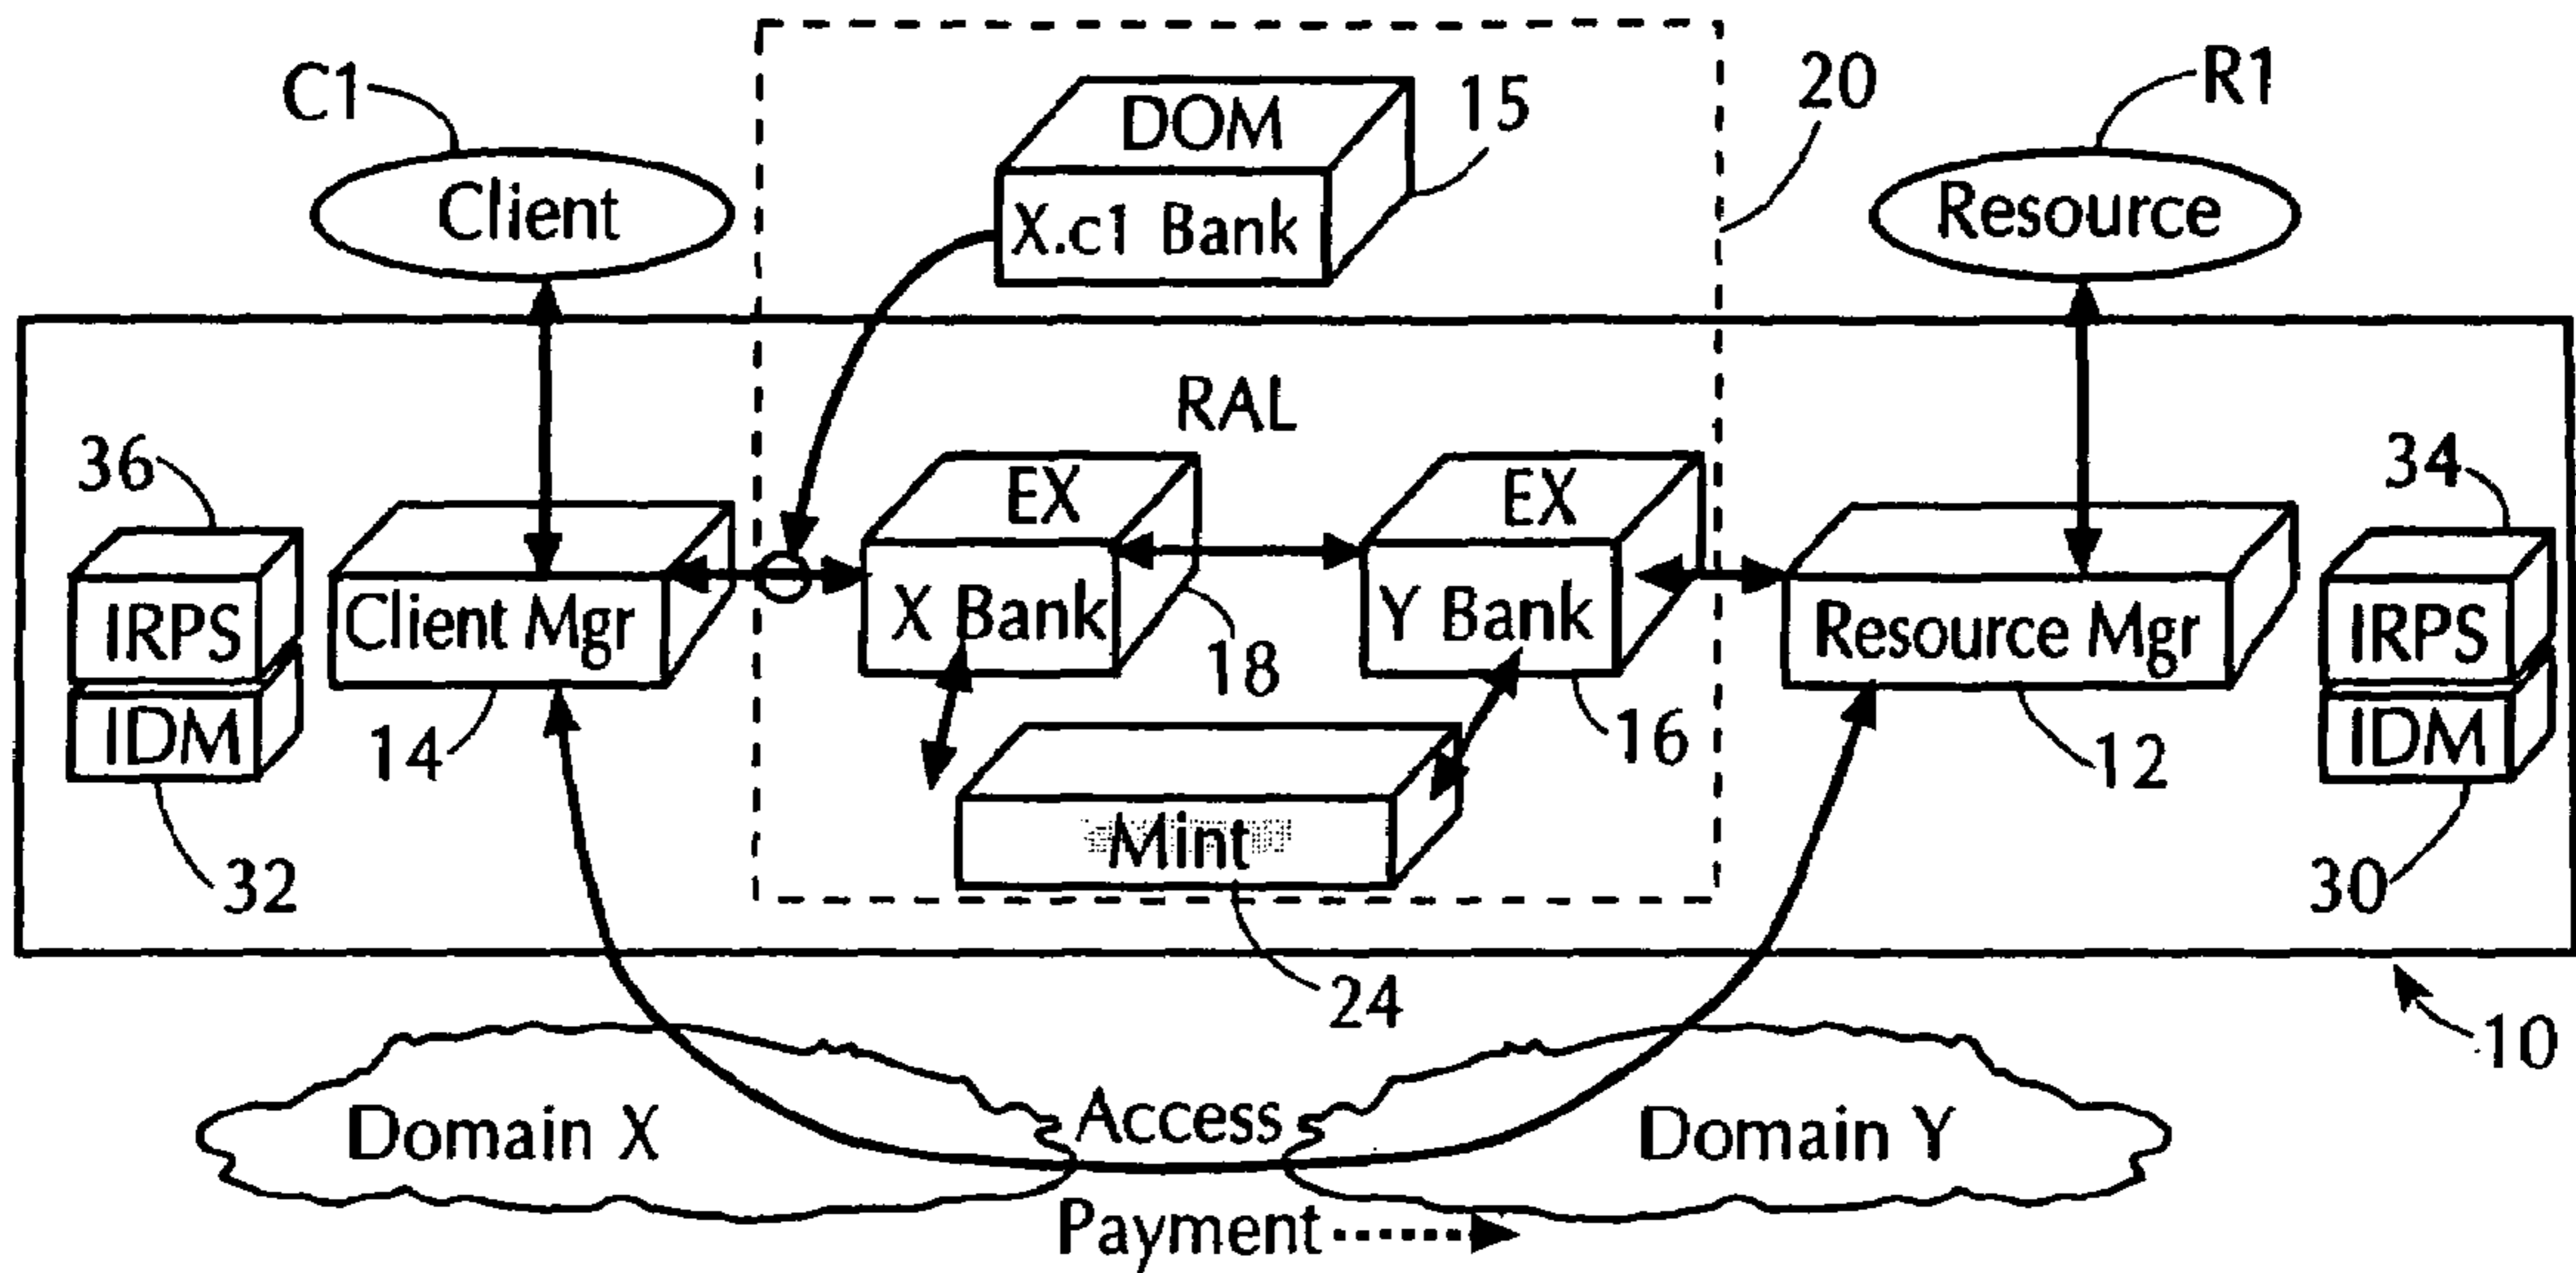 C1
Client
DOM
X.c1 Bank
15
20
R1
Resource
RAL
36
IRPS
IDM
32
Client Mgr
14
EX
X Bank
18
EX
Y Bank
16
Mint
24
Resource Mgr
12
34
IRPS
IDM
30
10
Domain X
Access
Domain Y
Payment